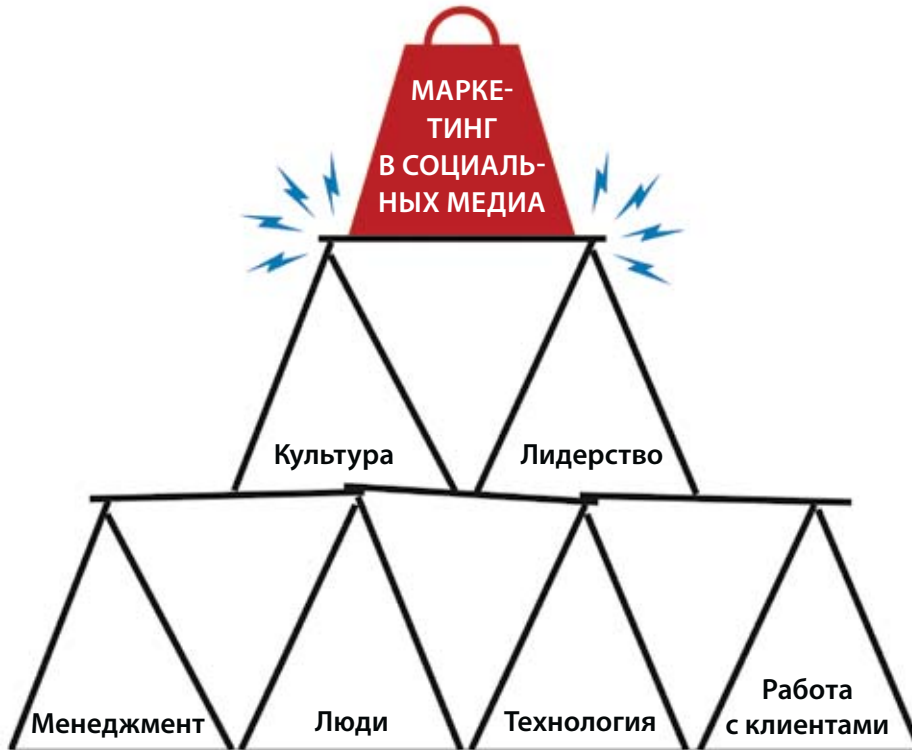 МАРКЕ-
ТИНГ
В СОЦИАЛЬ-
НЫХ МЕДИА
Культура
Лидерство
Менеджмент
Люди
Технология
Работа
с клиентами